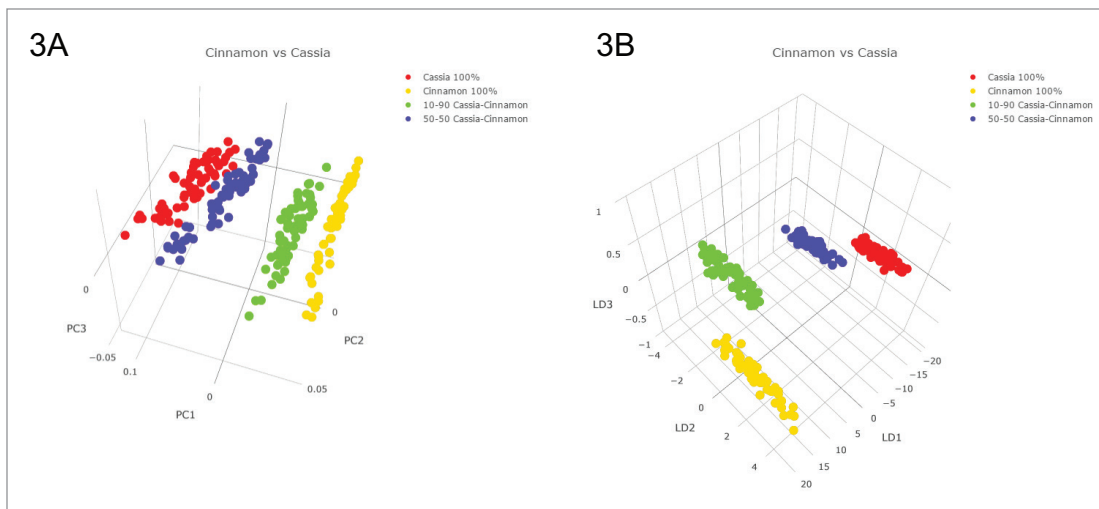 3A
Cinnamon vs Cassia
Cassia 100%
Cinnamon 100%
10-90 Cassia-Cinnamon
50-50 Cassia-Cinnamon
0
PC3
−0.05
0.1
PC1
0
0.05
0
PC2
3B
Cinnamon vs Cassia
Cassia 100%
Cinnamon 100%
10-90 Cassia-Cinnamon
50-50 Cassia-Cinnamon
1
0.5
0
LD3
−0.5
−1
−4
−2
0
LD2
2
4
−20
−15
−10
−5
0
LD1
5
10
15
20